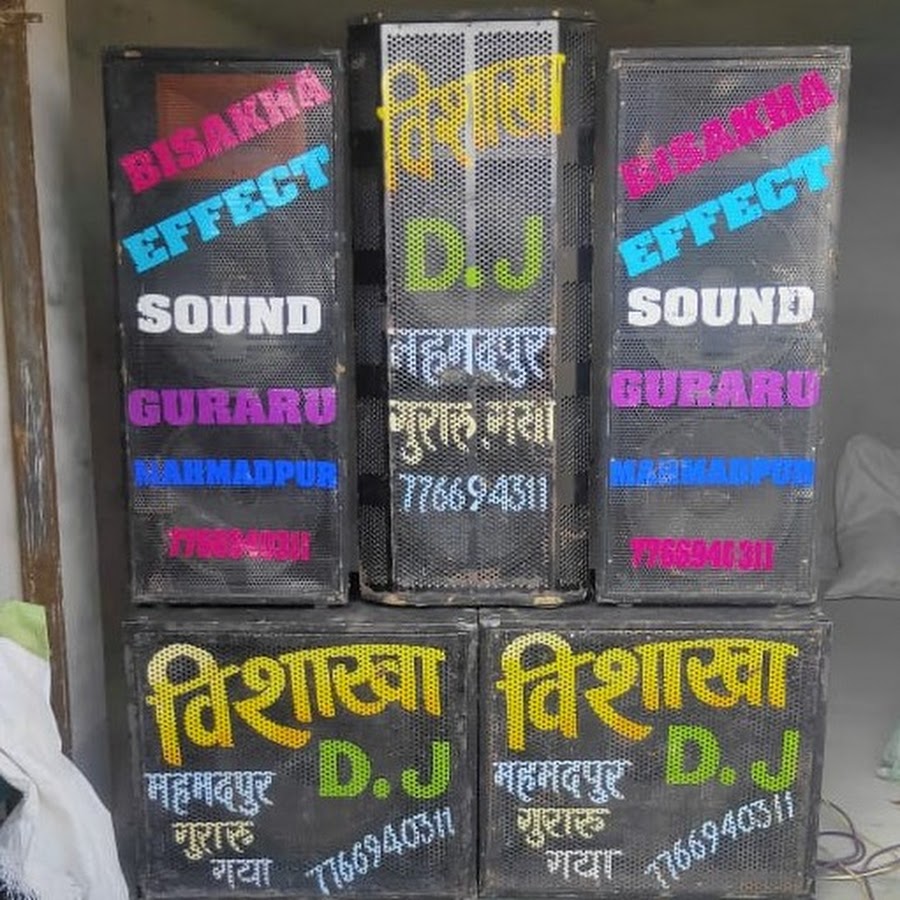 BISAKHA
EFFECT
SOUND
GURARU
MAHMADPUR
7766940311
विशाखा
D.J
महमदपुर
गुरारू गया
776694311
BISAKHA
EFFECT
SOUND
GURARU
MAHMADPUR
7766940311
विशाखा
D.J
महमदपुर
गुरारू
गया
7766940311
विशाखा
D.J
महमदपुर
गुरारू
गया
7766940311